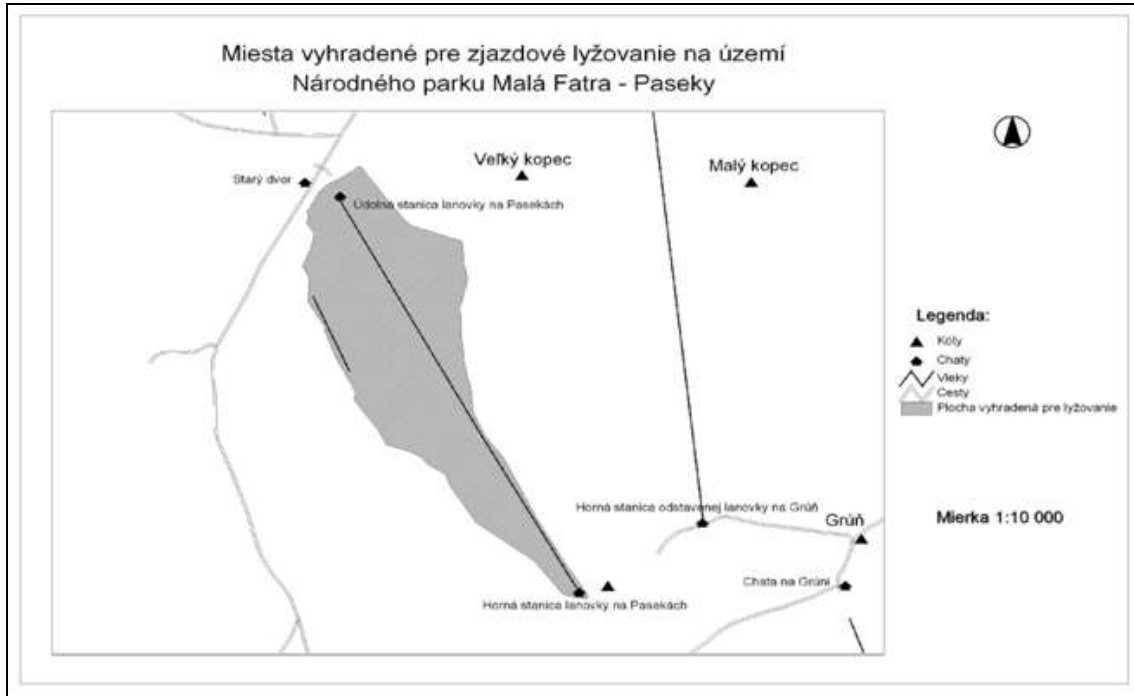 Miesta vyhradené pre zjazdové lyžovanie na území
Národného parku Malá Fatra - Paseky
Veľký kopec
Malý kopec
Starý dvor
Údolná stanica lanovky na Pasekách
Legenda:
Kóty
Chaty
Vleky
Cesty
Plocha vyhradená pre lyžovanie
Horná stanica odstavenej lanovky na Grúň
Grúň
Mierka 1:10 000
Chata na Grúni
Horná stanica lanovky na Pasekách